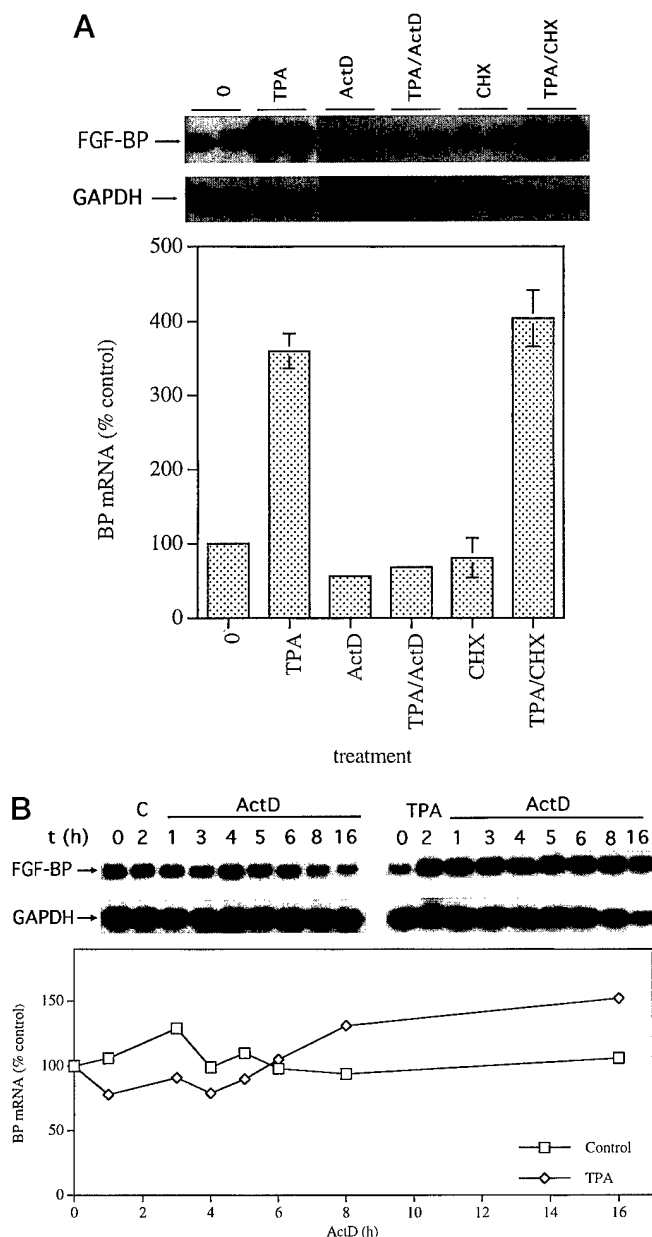 A
0 TPA ActD TPA/ActD CHX TPA/CHX
FGF-BP
GAPDH
500
400
300
200
100
0
BP mRNA (% control)
0 TPA ActD TPA/ActD CHX TPA/CHX
treatment
B
C ActD TPA ActD
t (h) 0 2 1 3 4 5 6 8 16 0 2 1 3 4 5 6 8 16
FGF-BP
GAPDH
150
100
50
0
BP mRNA (% control)
Control
TPA
0 2 4 6 8 10 12 14 16
ActD (h)